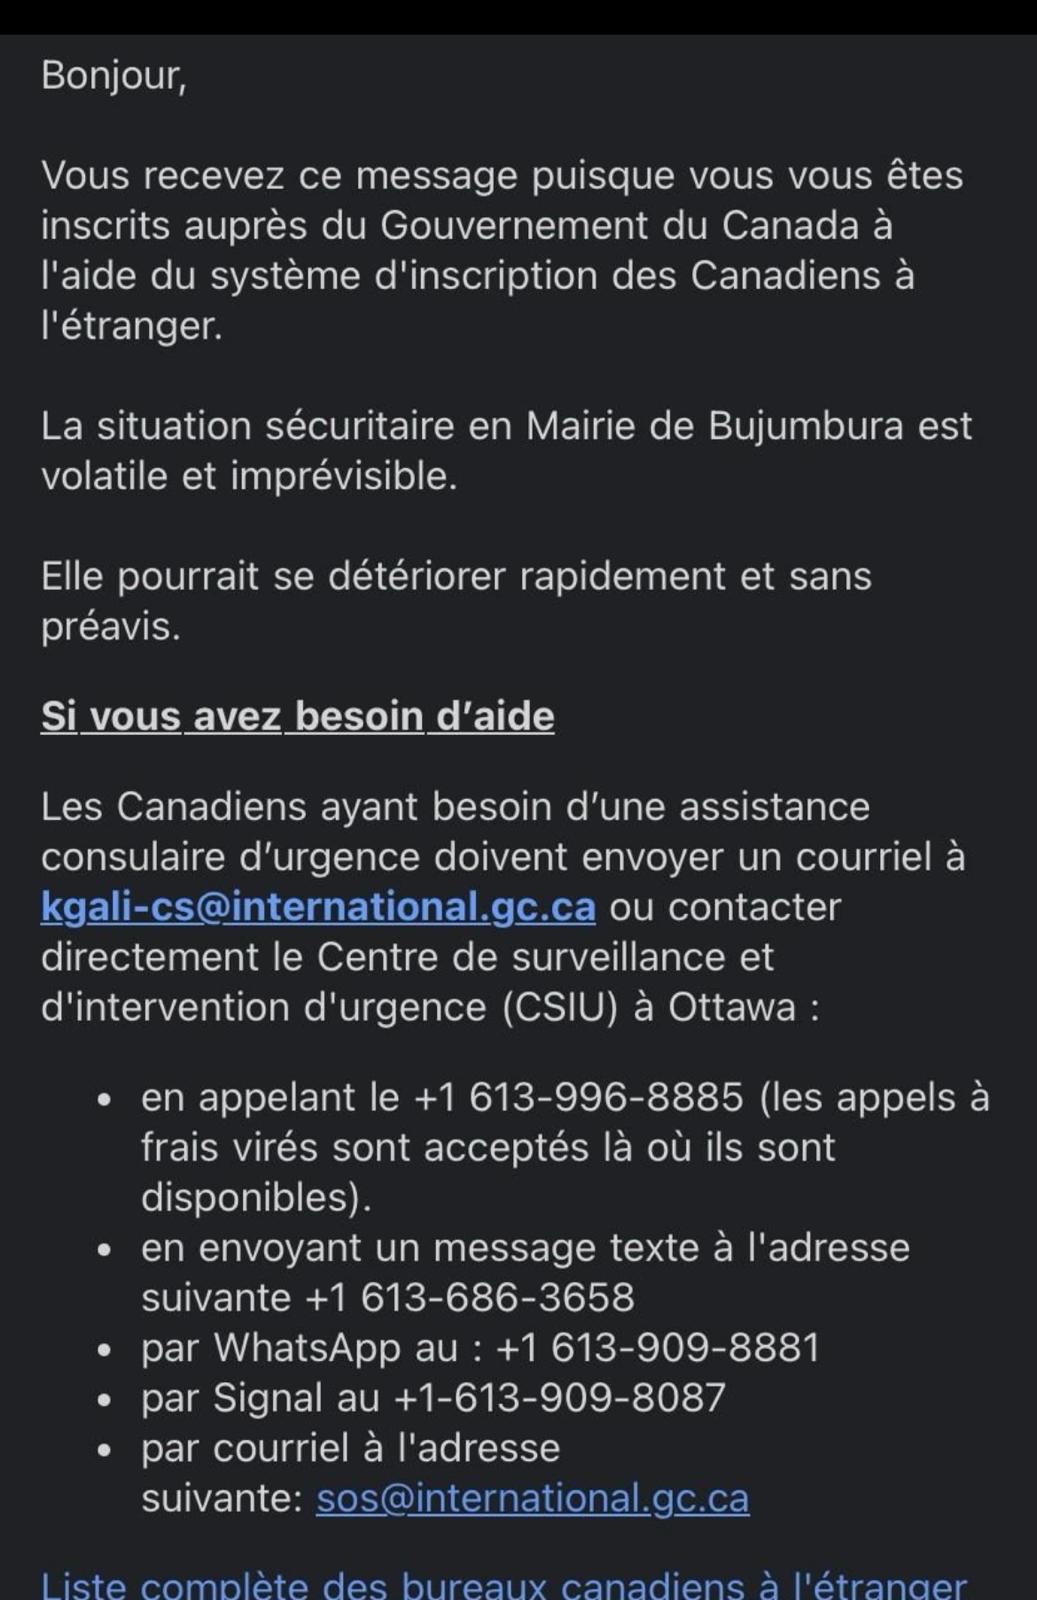 Bonjour,
Vous recevez ce message puisque vous vous êtes
inscrits auprès du Gouvernement du Canada à
l'aide du système d'inscription des Canadiens à
l'étranger.
La situation sécuritaire en Mairie de Bujumbura est
volatile et imprévisible.
Elle pourrait se détériorer rapidement et sans
préavis.
Si vous avez besoin d’aide
Les Canadiens ayant besoin d’une assistance
consulaire d’urgence doivent envoyer un courriel à
kgali-cs@international.gc.ca ou contacter
directement le Centre de surveillance et
d'intervention d'urgence (CSIU) à Ottawa :
• en appelant le +1 613-996-8885 (les appels à
frais virés sont acceptés là où ils sont
disponibles).
• en envoyant un message texte à l'adresse
suivante +1 613-686-3658
• par WhatsApp au : +1 613-909-8881
• par Signal au +1-613-909-8087
• par courriel à l'adresse
suivante: sos@international.gc.ca
Liste complète des bureaux canadiens à l'étranger